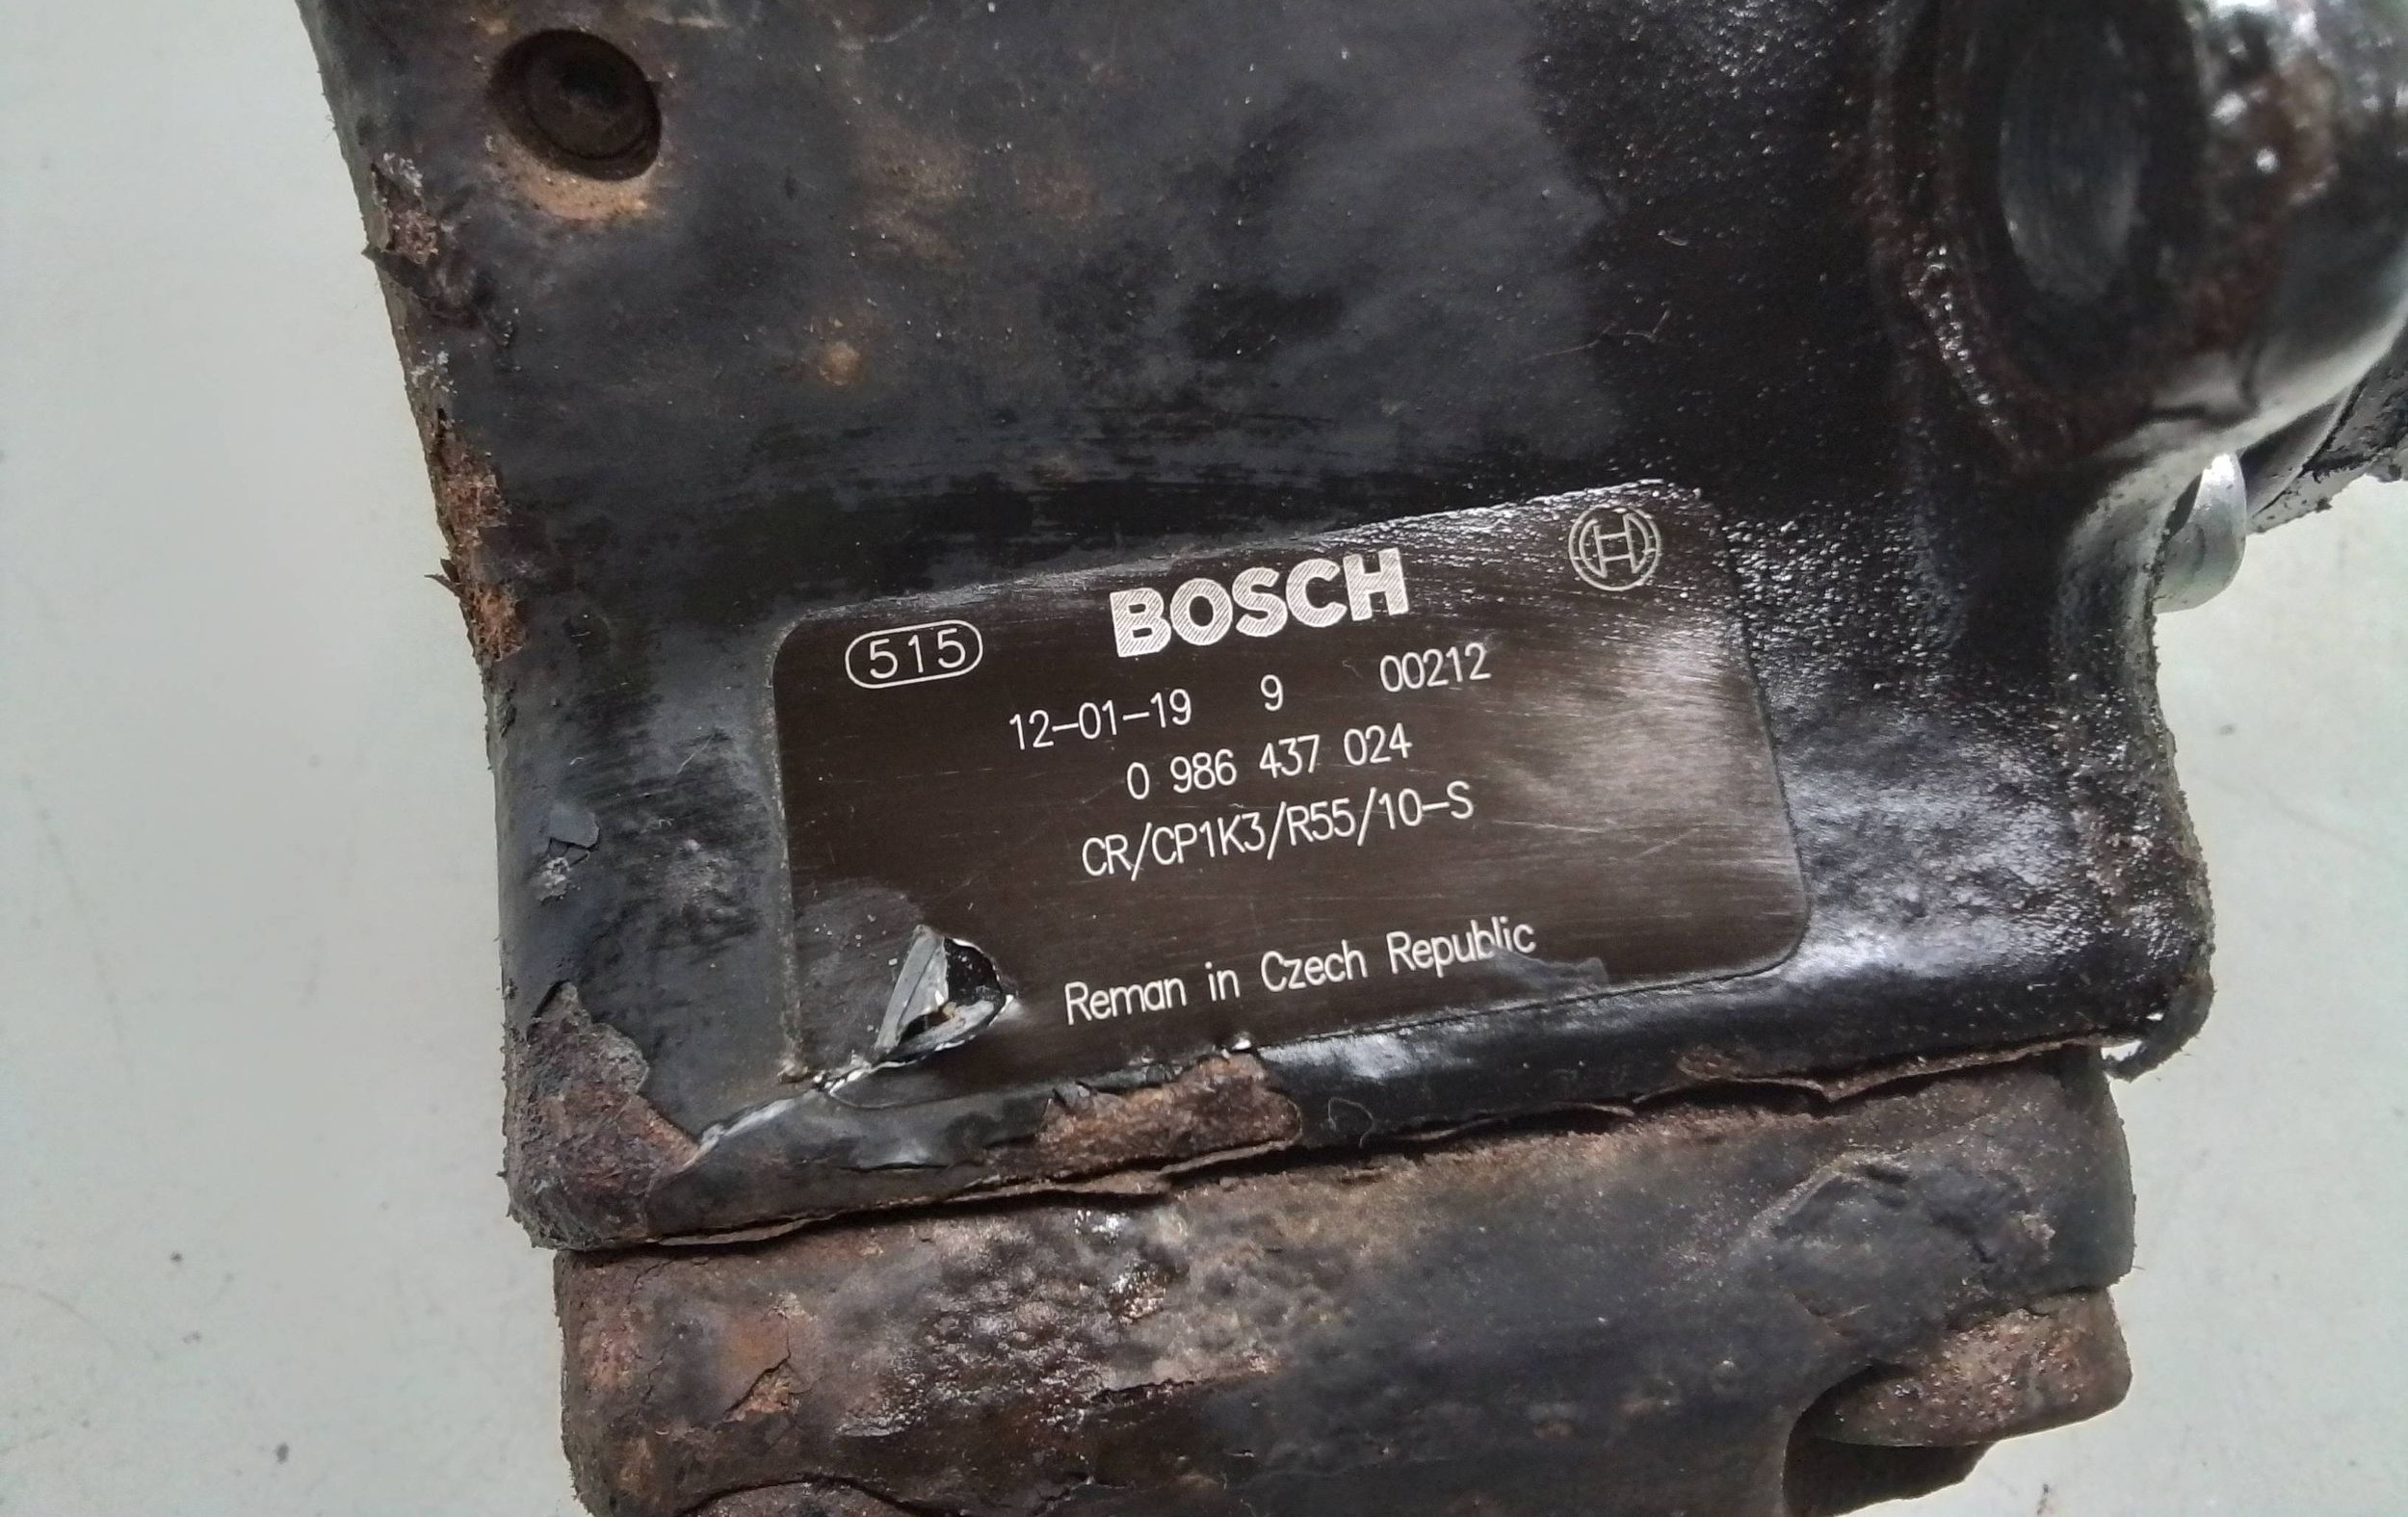 BOSCH
515
12-01-19 9 00212
0 986 437 024
CR/CP1K3/R55/10-S
Reman in Czech Republic